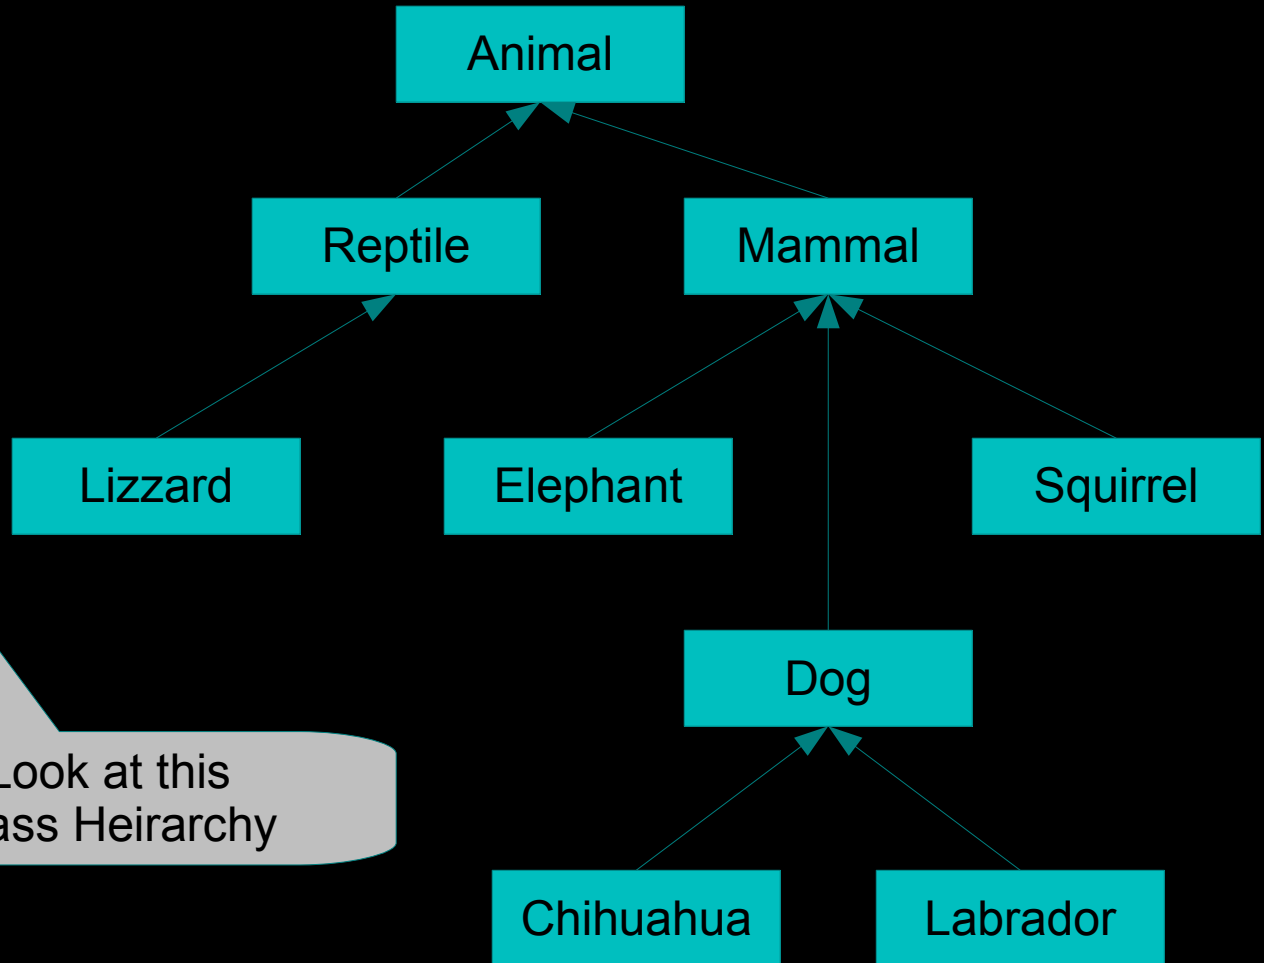 Animal
Reptile
Mammal
Lizzard
Elephant
Squirrel
Dog
Look at this
ass Heirarchy
Chihuahua
Labrador